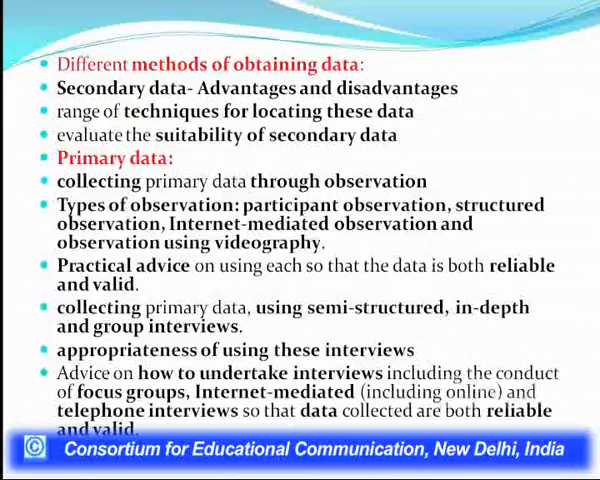 Different methods of obtaining data:
Secondary data- Advantages and disadvantages
range of techniques for locating these data
evaluate the suitability of secondary data
Primary data:
collecting primary data through observation
Types of observation: participant observation, structured
observation, Internet-mediated observation and
observation using videography.
Practical advice on using each so that the data is both reliable
and valid.
collecting primary data, using semi-structured, in-depth
and group interviews.
appropriateness of using these interviews
Advice on how to undertake interviews including the conduct
of focus groups, Internet-mediated (including online) and
telephone interviews so that data collected are both reliable
and valid.
© Consortium for Educational Communication, New Delhi, India